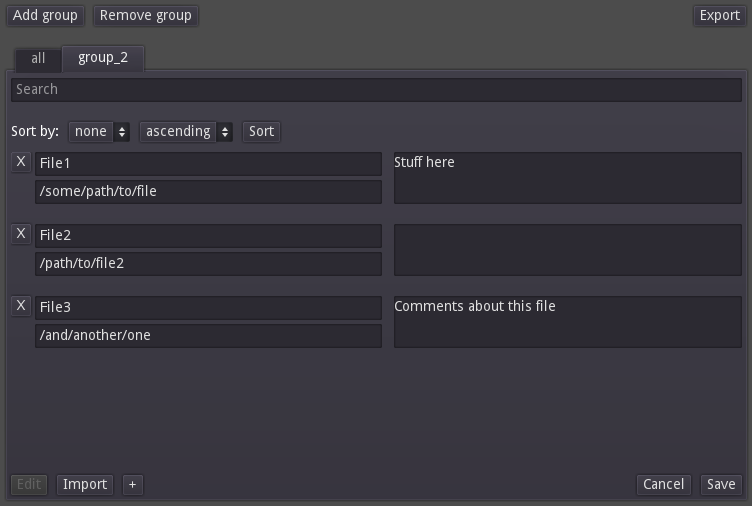 Add group Remove group Export
all group_2
Search
Sort by: none ascending Sort
X File1 Stuff here
/some/path/to/file
X File2
/path/to/file2
X File3 Comments about this file
/and/another/one
Edit Import + Cancel Save